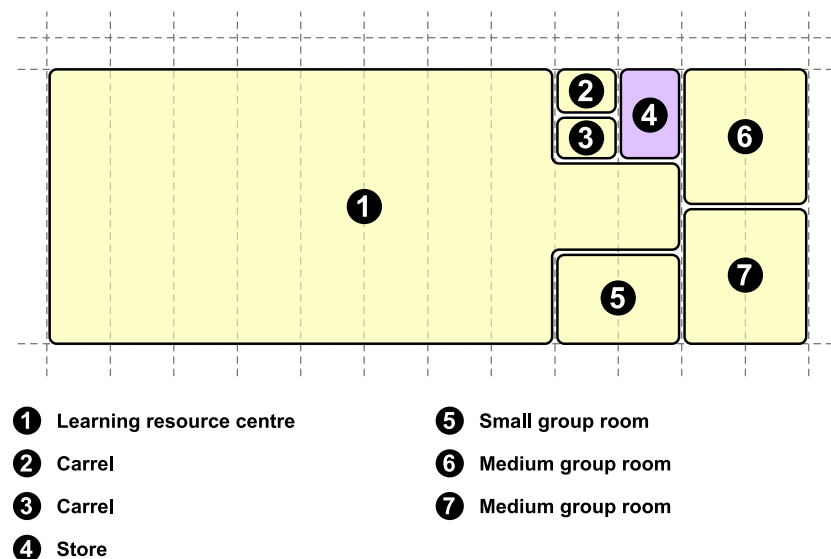 2
4
3
6
1
7
5
1 Learning resource centre
2 Carrel
3 Carrel
4 Store
5 Small group room
6 Medium group room
7 Medium group room